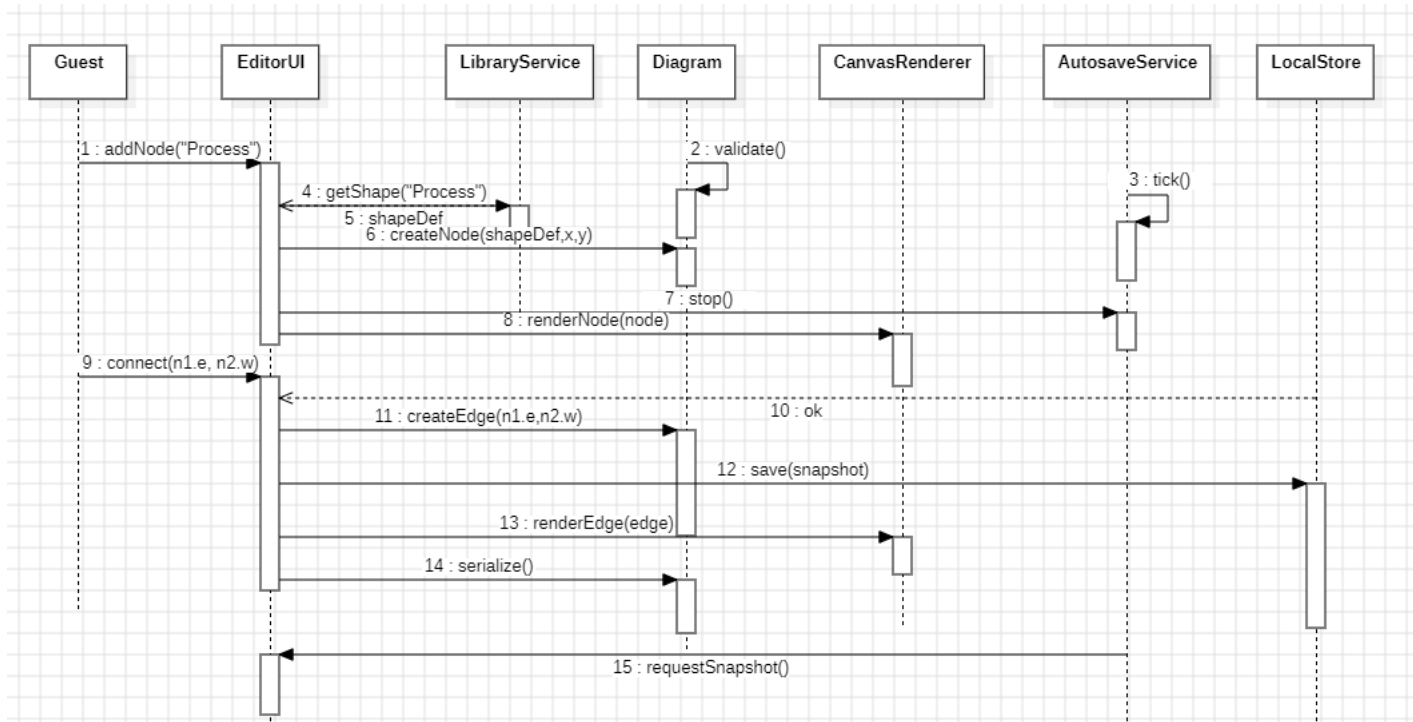 Guest
EditorUI
LibraryService
Diagram
CanvasRenderer
AutosaveService
LocalStore
1 : addNode("Process")
2 : validate()
3 : tick()
4 : getShape("Process")
5 : shapeDef
6 : createNode(shapeDef,x,y)
7 : stop()
8 : renderNode(node)
9 : connect(n1.e, n2.w)
10 : ok
11 : createEdge(n1.e,n2.w)
12 : save(snapshot)
13 : renderEdge(edge)
14 : serialize()
15 : requestSnapshot()